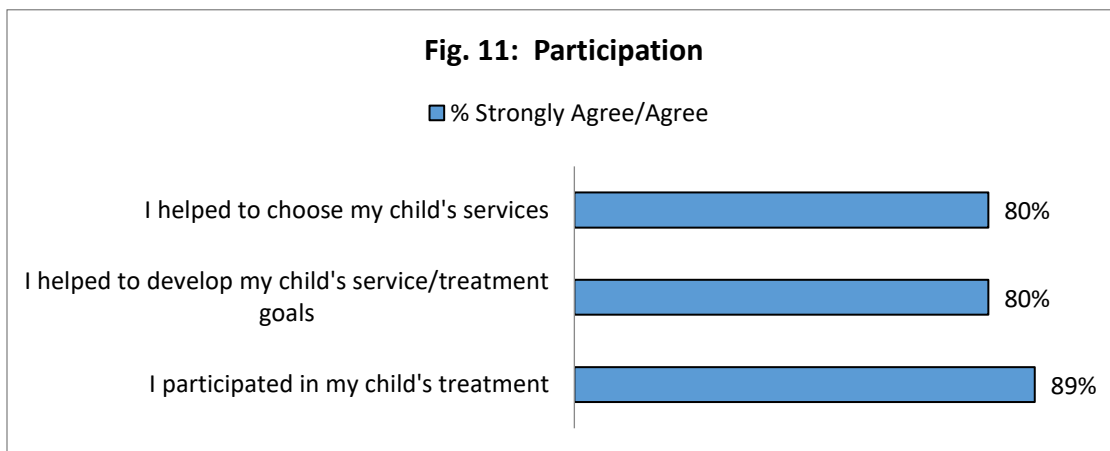 Fig. 11:  Participation
% Strongly Agree/Agree
I helped to choose my child's services
80%
I helped to develop my child's service/treatment
goals
80%
I participated in my child's treatment
89%